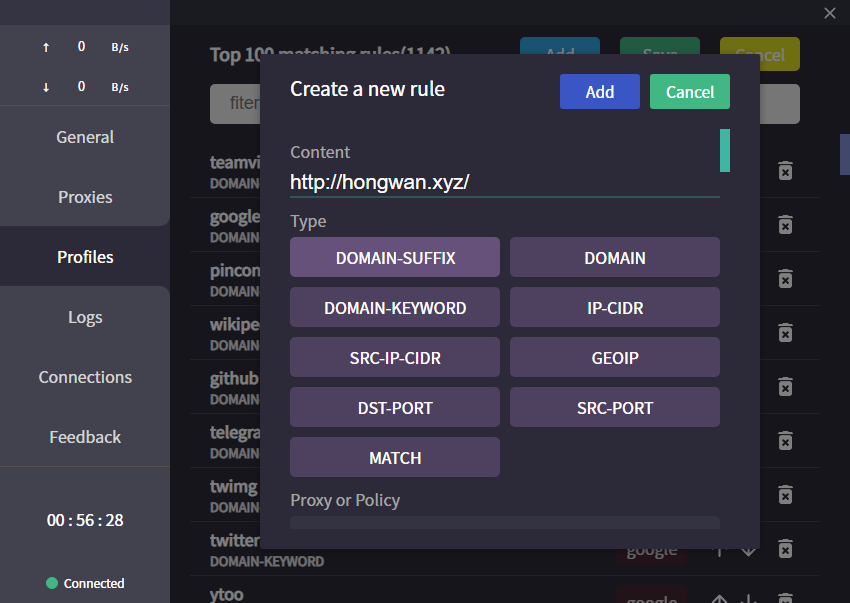 ↑ 0 B/s
↓ 0 B/s
General
Proxies
Profiles
Logs
Connections
Feedback
00 : 56 : 28
Connected
Top 100 matching rules(1142)
Add
Save
Cancel
fiter
Create a new rule
Add
Cancel
Content
http://hongwan.xyz/
Type
DOMAIN-SUFFIX
DOMAIN
DOMAIN-KEYWORD
IP-CIDR
SRC-IP-CIDR
GEOIP
DST-PORT
SRC-PORT
MATCH
Proxy or Policy
teamvi
DOMAIN-
google
DOMAIN-
pincon
DOMAIN-
wikipe
DOMAIN-
github
DOMAIN-
telegra
DOMAIN-
twimg
DOMAIN-
twitter
DOMAIN-KEYWORD
google
ytoo
google